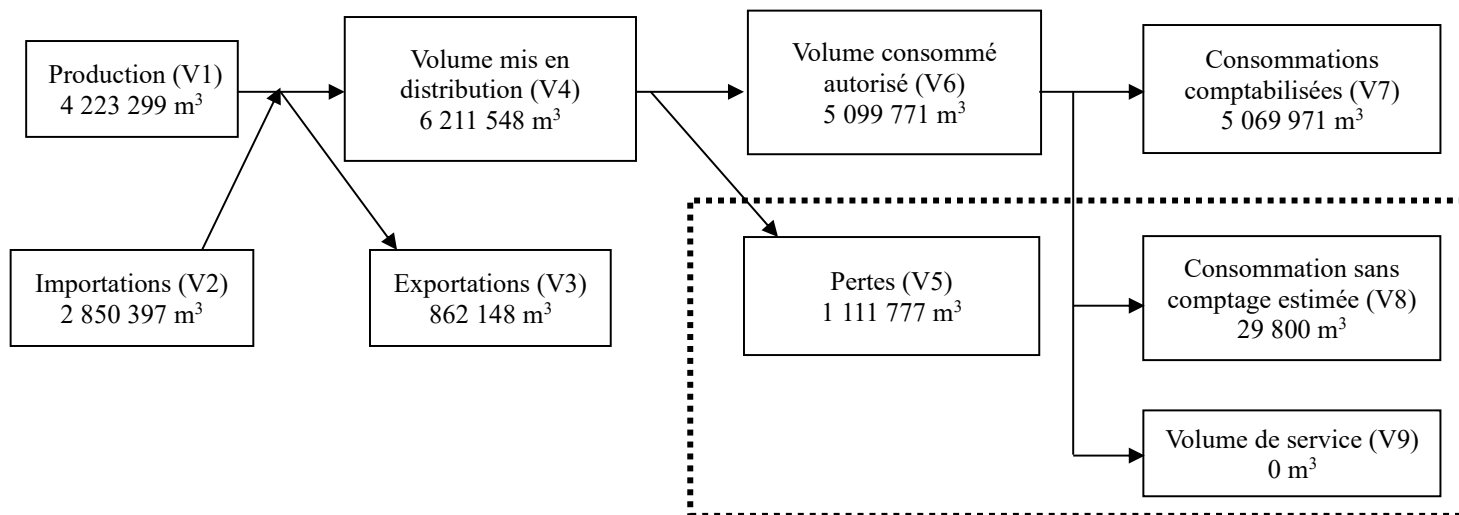 Production (V1)
4 223 299 m³
Volume mis en
distribution (V4)
6 211 548 m³
Volume consommé
autorisé (V6)
5 099 771 m³
Consommations
comptabilisées (V7)
5 069 971 m³
Importations (V2)
2 850 397 m³
Exportations (V3)
862 148 m³
Pertes (V5)
1 111 777 m³
Consommation sans
comptage estimée (V8)
29 800 m³
Volume de service (V9)
0 m³